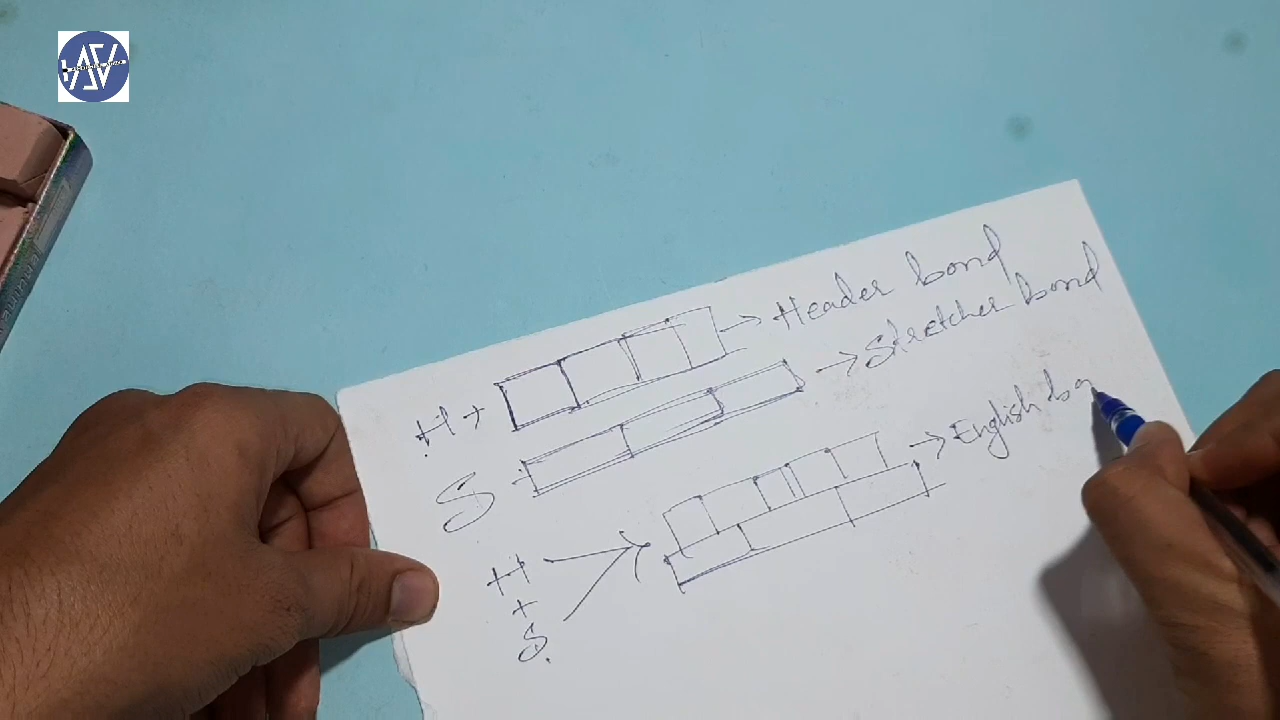 H → Header bond
S → Stretcher bond
H
+
S → English bo